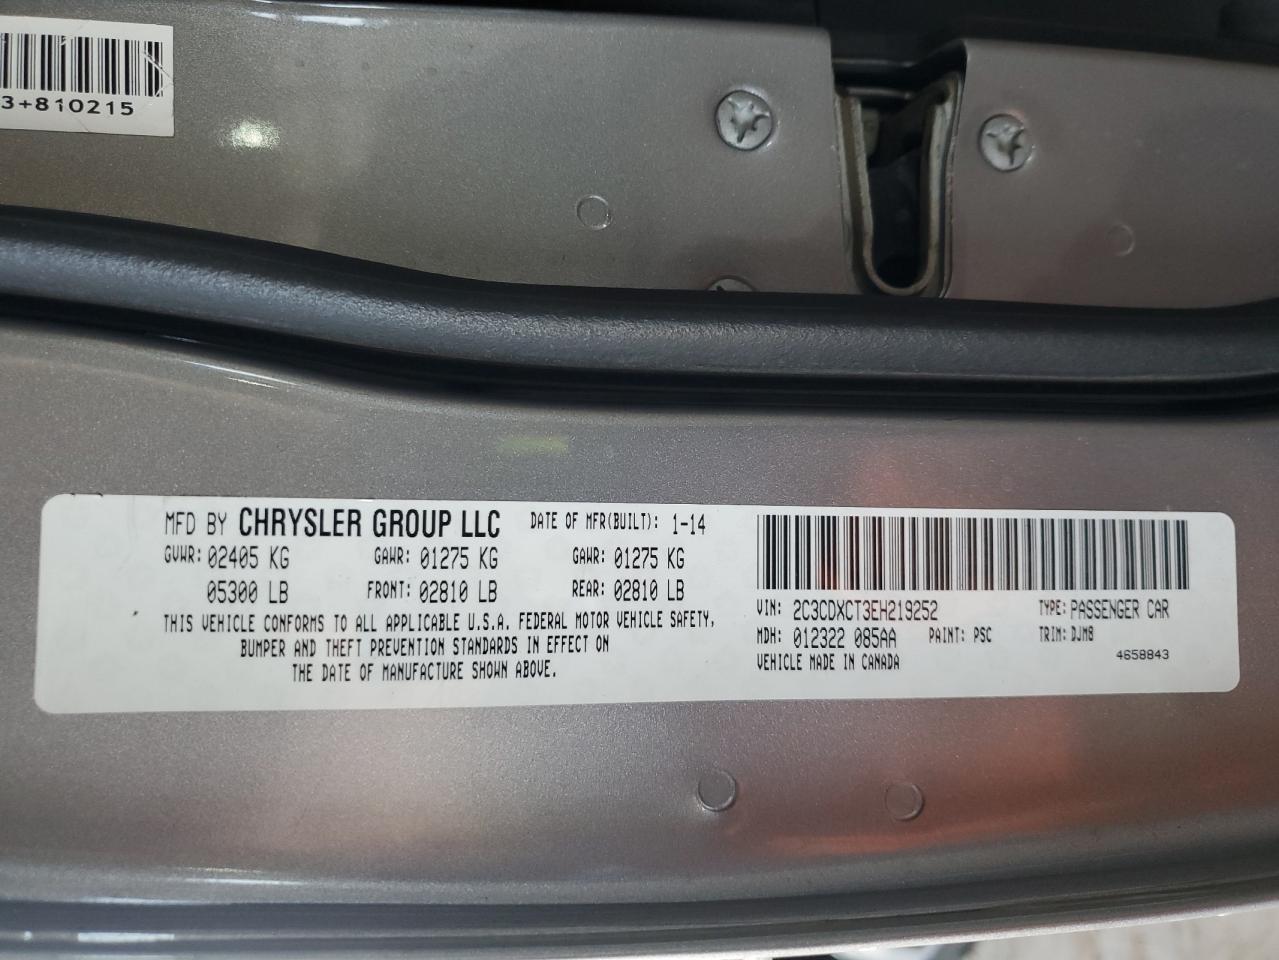 3+810215
MFD BY CHRYSLER GROUP LLC DATE OF MFR(BUILT): 1-14
GVWR: 02405 KG GAWR: 01275 KG GAWR: 01275 KG
05300 LB FRONT: 02810 LB REAR: 02810 LB
THIS VEHICLE CONFORMS TO ALL APPLICABLE U.S.A. FEDERAL MOTOR VEHICLE SAFETY,
BUMPER AND THEFT PREVENTION STANDARDS IN EFFECT ON
THE DATE OF MANUFACTURE SHOWN ABOVE.
VIN: 2C3CDXCT3EH219252 TYPE: PASSENGER CAR
MDH: 012322 085AA PAINT: PSC TRIM: DJM8
VEHICLE MADE IN CANADA 4658843